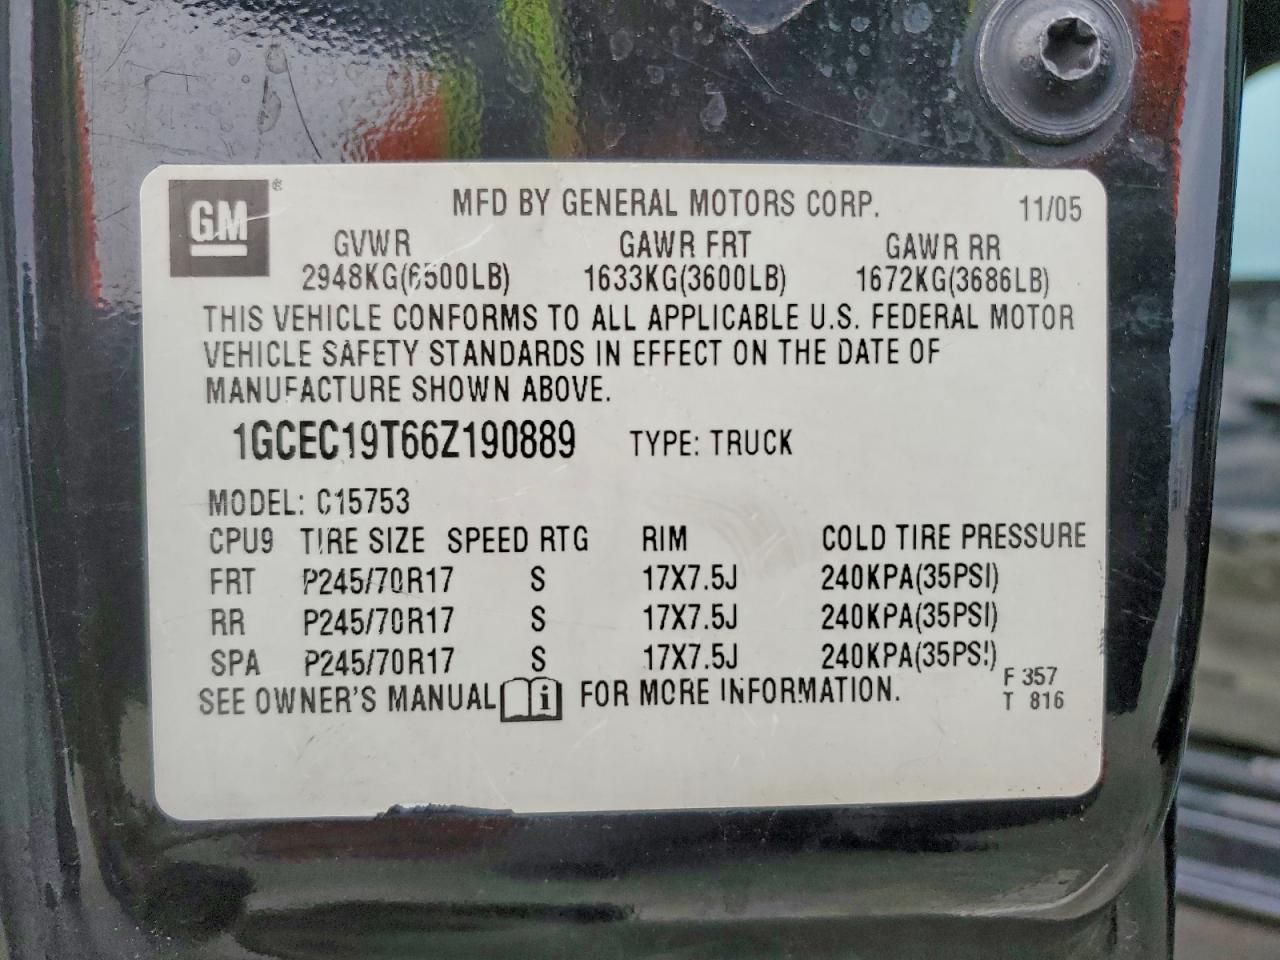 GM ® MFD BY GENERAL MOTORS CORP. 11/05
GVWR GAWR FRT GAWR RR
2948KG(6500LB) 1633KG(3600LB) 1672KG(3686LB)
THIS VEHICLE CONFORMS TO ALL APPLICABLE U.S. FEDERAL MOTOR
VEHICLE SAFETY STANDARDS IN EFFECT ON THE DATE OF
MANUFACTURE SHOWN ABOVE.
1GCEC19T66Z190889 TYPE: TRUCK
MODEL: C15753
CPU9 TIRE SIZE SPEED RTG RIM COLD TIRE PRESSURE
FRT P245/70R17 S 17X7.5J 240KPA(35PSI)
RR P245/70R17 S 17X7.5J 240KPA(35PSI)
SPA P245/70R17 S 17X7.5J 240KPA(35PSI)
SEE OWNER'S MANUAL i FOR MORE INFORMATION.
F 357
T 816